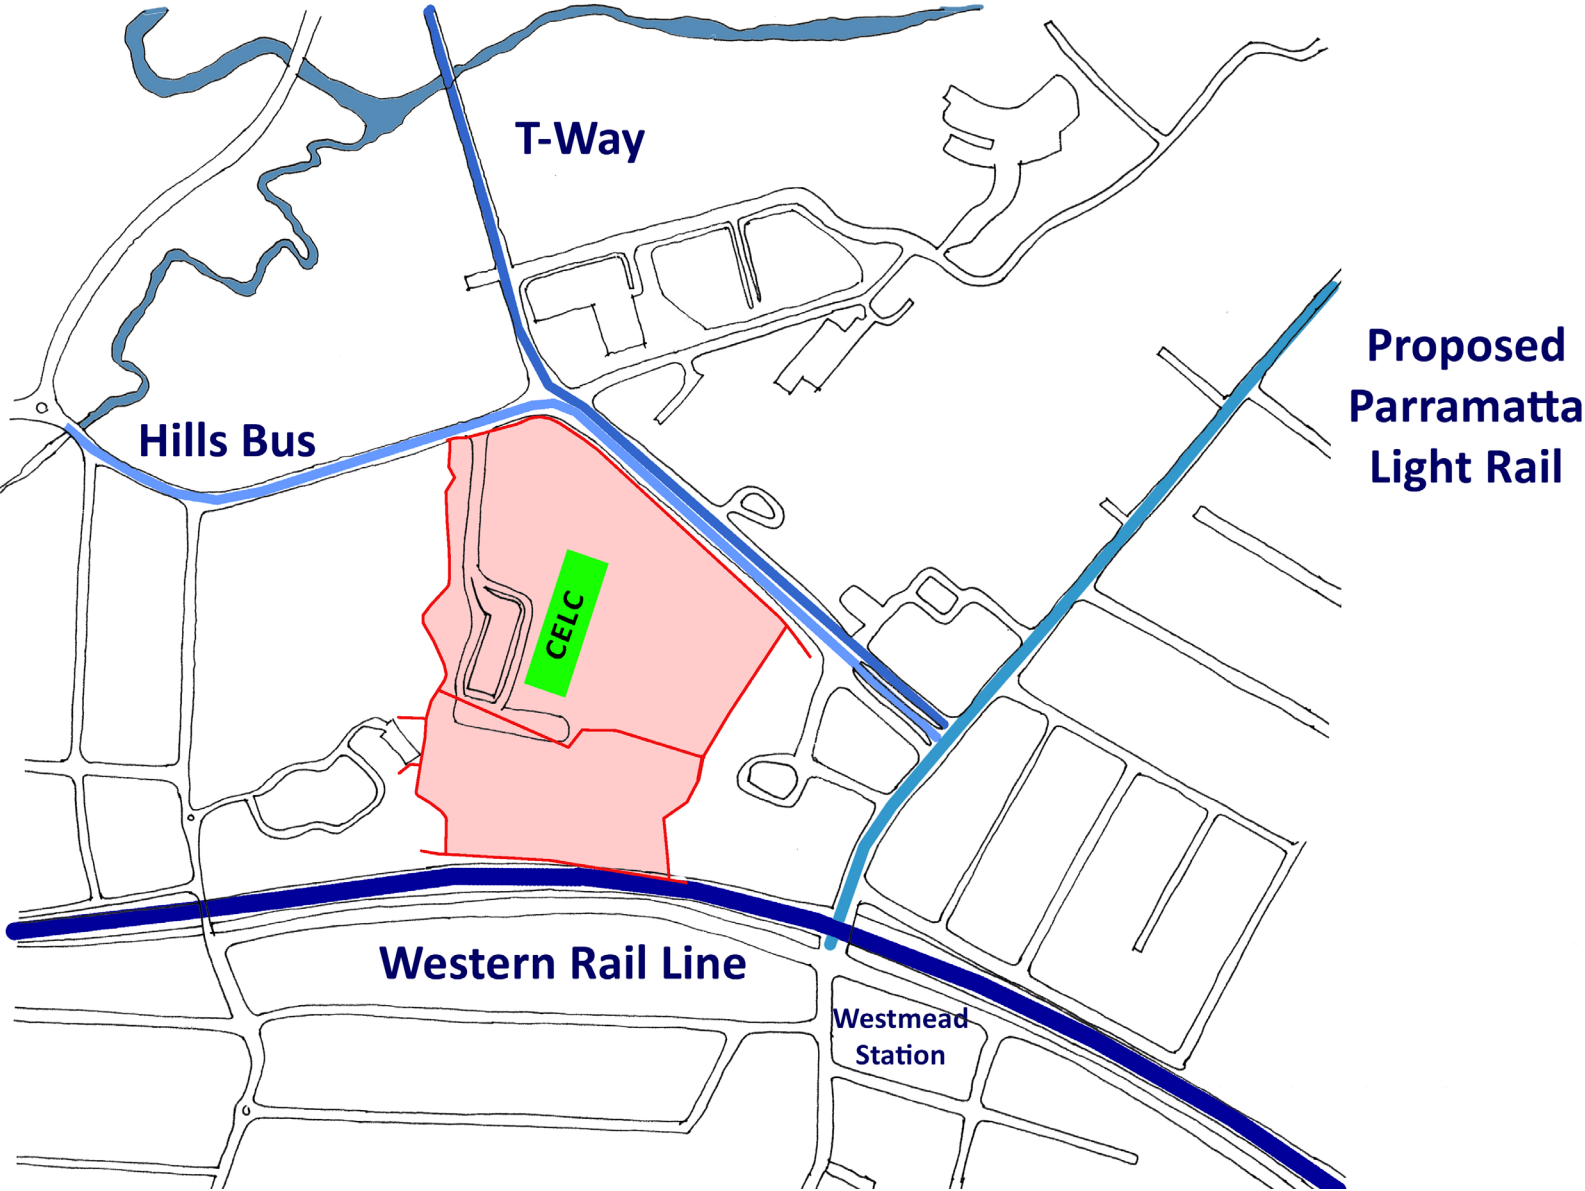 T-Way
Proposed
Parramatta
Light Rail
Hills Bus
CELC
Western Rail Line
Westmead
Station